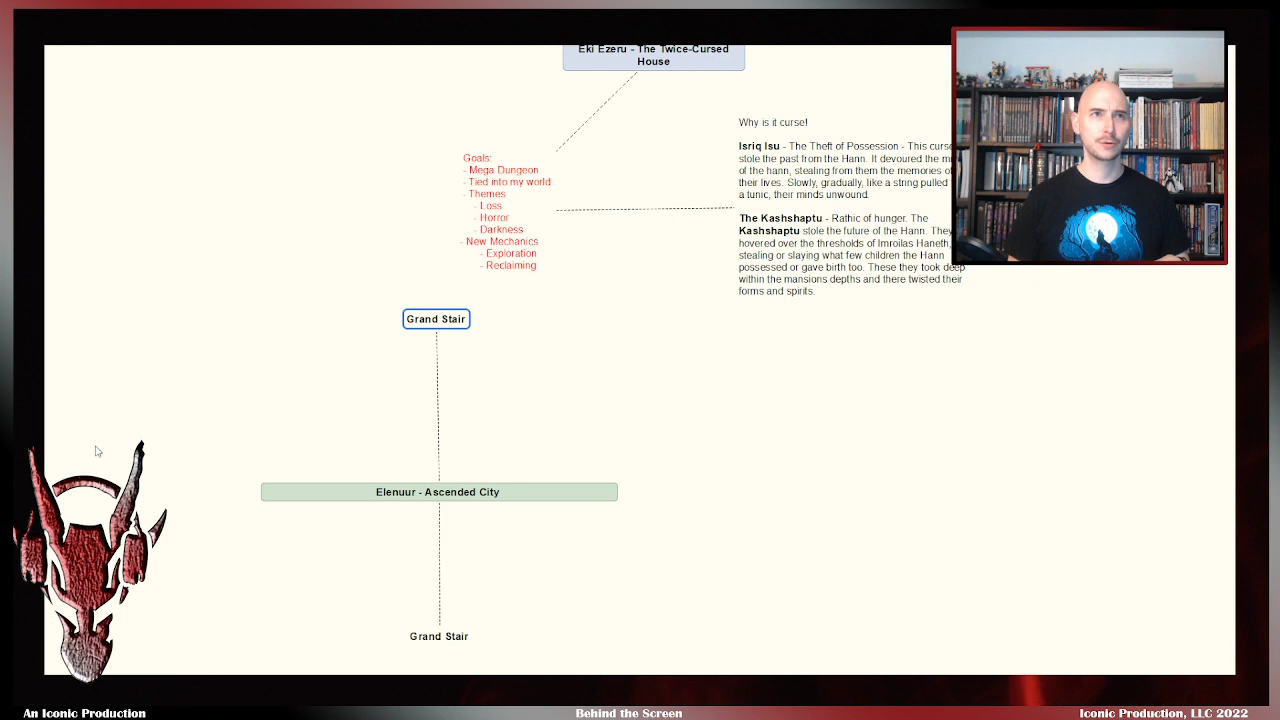 Eki Ezeru - The Twice-Cursed
House
Goals:
- Mega Dungeon
- Tied into my world
- Themes
- Loss
- Horror
- Darkness
- New Mechanics
- Exploration
- Reclaiming
Why is it curse!
Isriq Isu - The Theft of Possession - This curse
stole the past from the Hann. It devoured the m
of the hann, stealing from them the memories o
their lives. Slowly, gradually, like a string pulled
a tunic, their minds unwound.
The Kashshaptu - Rathic of hunger. The
Kashshaptu stole the future of the Hann. They
hovered over the thresholds of Imroilas Haneth,
stealing or slaying what few children the Hann
possessed or gave birth too. These they took deep
within the mansions depths and there twisted their
forms and spirits.
Grand Stair
Elenuur - Ascended City
Grand Stair
An Iconic Production
Behind the Screen
Iconic Production, LLC 2022